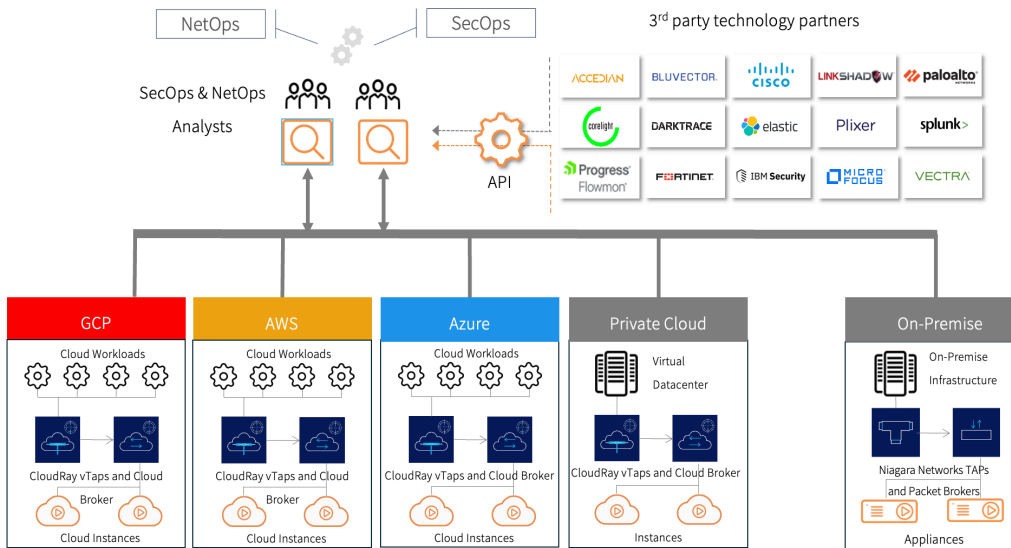 NetOps
SecOps
3rd party technology partners
SecOps & NetOps
Analysts
API
ACCEDIAN
BLUVECTOR.
CISCO
LINKSHADOW
paloalto®
NETWORKS
corelight
DARKTRACE
elastic
Plixer
splunk>
Progress®
Flowmon®
FORTINET.
IBM Security
MICRO
FOCUS
VECTRA
GCP
AWS
Azure
Private Cloud
On-Premise
Cloud Workloads
Cloud Workloads
Cloud Workloads
Virtual
Datacenter
On-Premise
Infrastructure
CloudRay vTaps and Cloud
Broker
CloudRay vTaps and Cloud
Broker
CloudRay vTaps and Cloud Broker
CloudRay vTaps and Cloud Broker
Niagara Networks TAPs
and Packet Brokers
Cloud Instances
Cloud Instances
Cloud Instances
Instances
Appliances